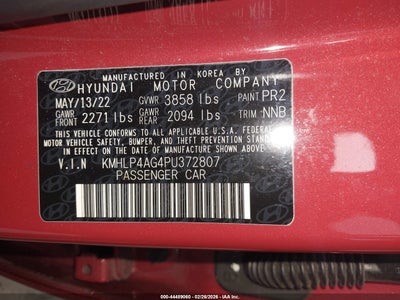 MANUFACTURED IN KOREA BY
HYUNDAI MOTOR COMPANY
MAY/13/22 GVWR 3858 lbs PAINT PR2
GAWR FRONT 2271 lbs GAWR REAR 2094 lbs TRIM NNB
THIS VEHICLE CONFORMS TO ALL APPLICABLE U.S.A. FEDERAL
MOTOR VEHICLE SAFETY, BUMPER, AND THEFT PREVENTION STANDARDS
IN EFFECT ON THE DATE OF MANUFACTURE SHOWN ABOVE.
V.I.N KMHLP4AG4PU372807
PASSENGER CAR
000-44489060 - 02/26/2026 - IAA Inc.